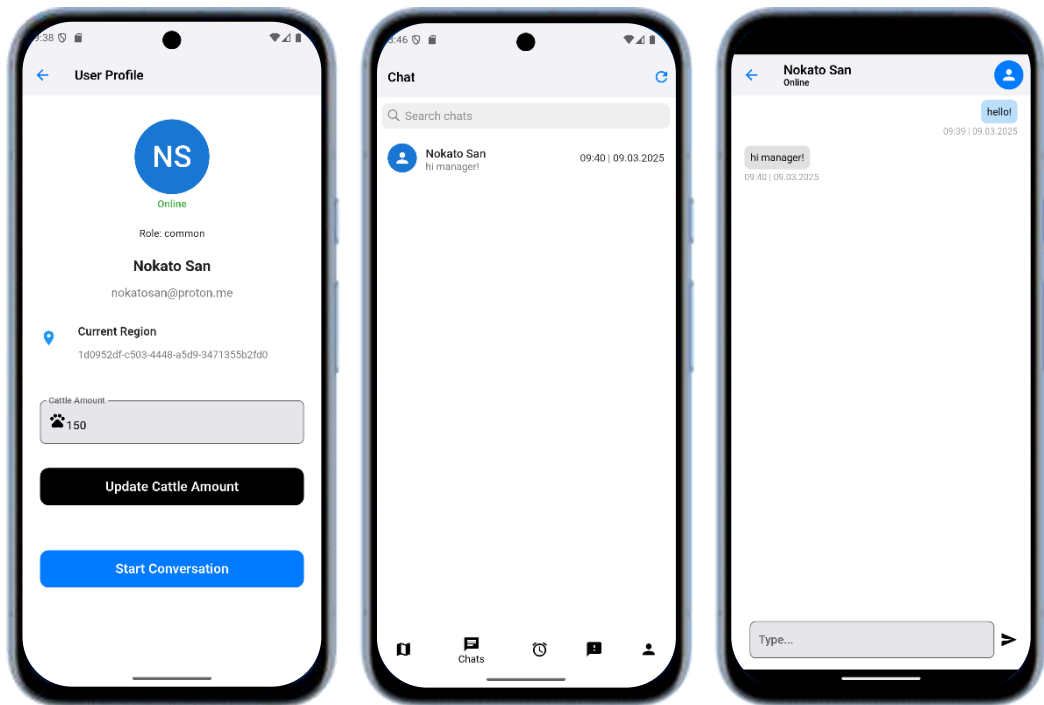 :38
User Profile
NS
Online
Role: common
Nokato San
nokatosan@proton.me
Current Region
1d0952df-c503-4448-a5d9-3471355b2fd0
Cattle Amount
150
Update Cattle Amount
Start Conversation
:46
Chat
Search chats
Nokato San
09:40 | 09.03.2025
hi manager!
Chats
Nokato San
Online
hello!
09:39 | 09.03.2025
hi manager!
09:40 | 09.03.2025
Type...